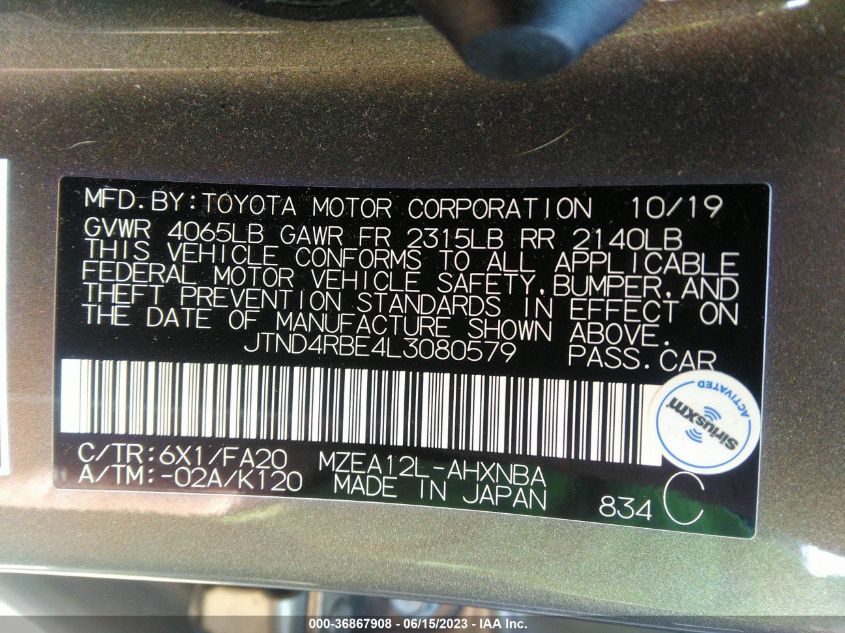 MFD. BY: TOYOTA MOTOR CORPORATION 10/19
GVWR 4065LB GAWR FR 2315LB RR 2140LB
THIS VEHICLE CONFORMS TO ALL APPLICABLE
FEDERAL MOTOR VEHICLE SAFETY, BUMPER, AND
THEFT PREVENTION STANDARDS IN EFFECT ON
THE DATE OF MANUFACTURE SHOWN ABOVE.
JTND4RBE4L3080579 PASS. CAR
ACTIVATED
SiriusXM
C/TR: 6X1/FA20 MZEA12L-AHXNBA
A/TM: -02A/K120 MADE IN JAPAN 834 C
000-36867908 - 06/15/2023 - IAA Inc.